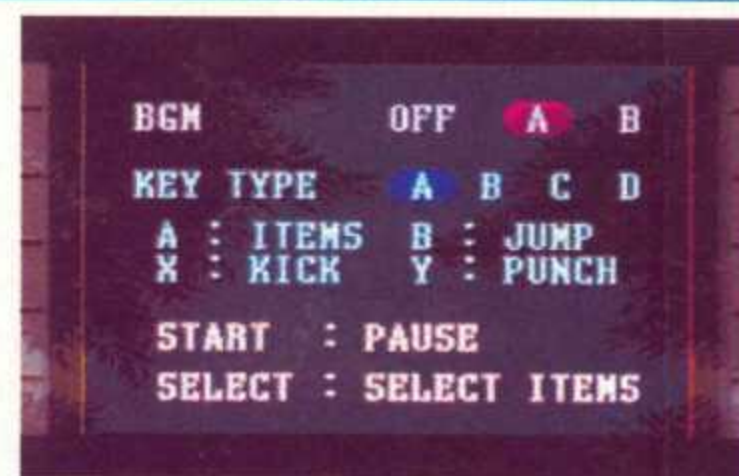 BGM OFF A B
KEY TYPE A B C D
A : ITEMS B : JUMP
X : KICK Y : PUNCH
START : PAUSE
SELECT : SELECT ITEMS